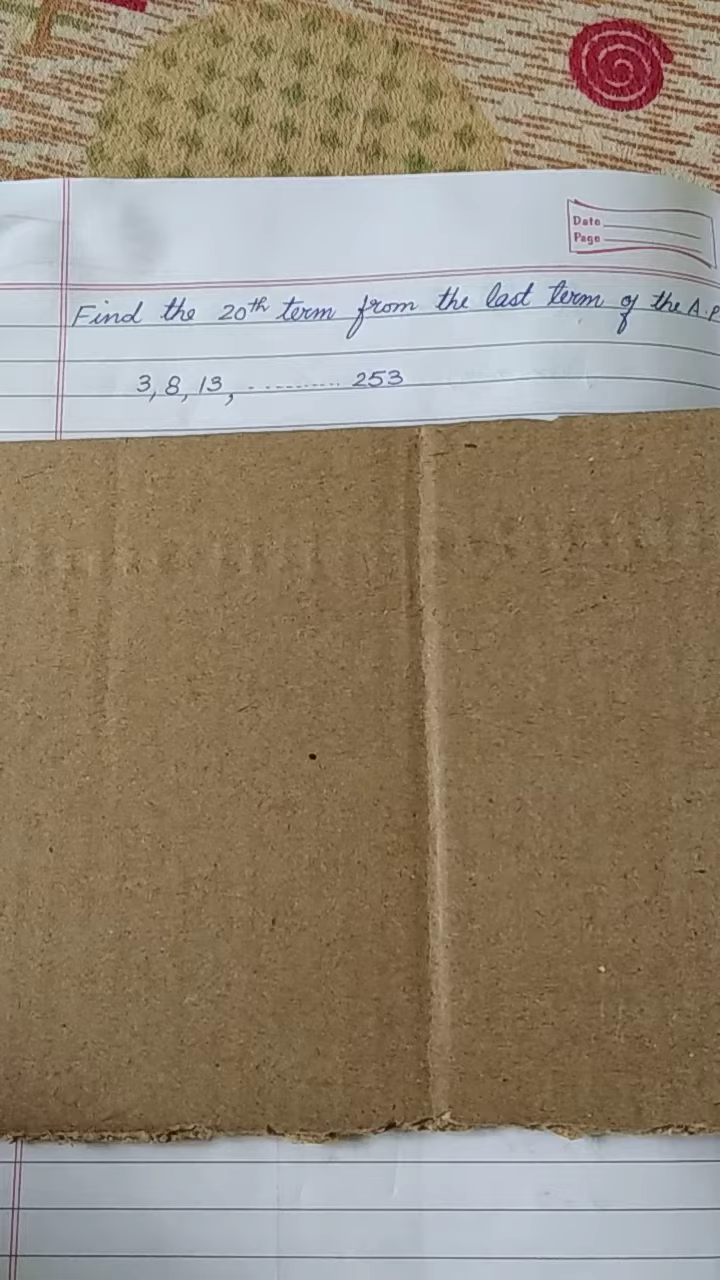 Date
Page
Find the 20th term from the last term of the A.P
3, 8, 13, ........... 253